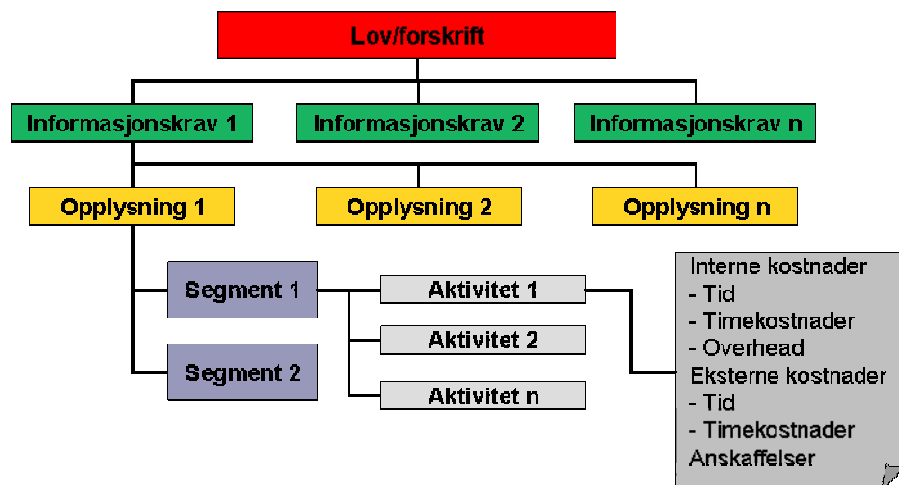 Lov/forskrift
Informasjonskrav 1
Informasjonskrav 2
Informasjonskrav n
Opplysning 1
Opplysning 2
Opplysning n
Segment 1
Segment 2
Aktivitet 1
Aktivitet 2
Aktivitet n
Interne kostnader
- Tid
- Timekostnader
- Overhead
Eksterne kostnader
- Tid
- Timekostnader
Anskaffelser